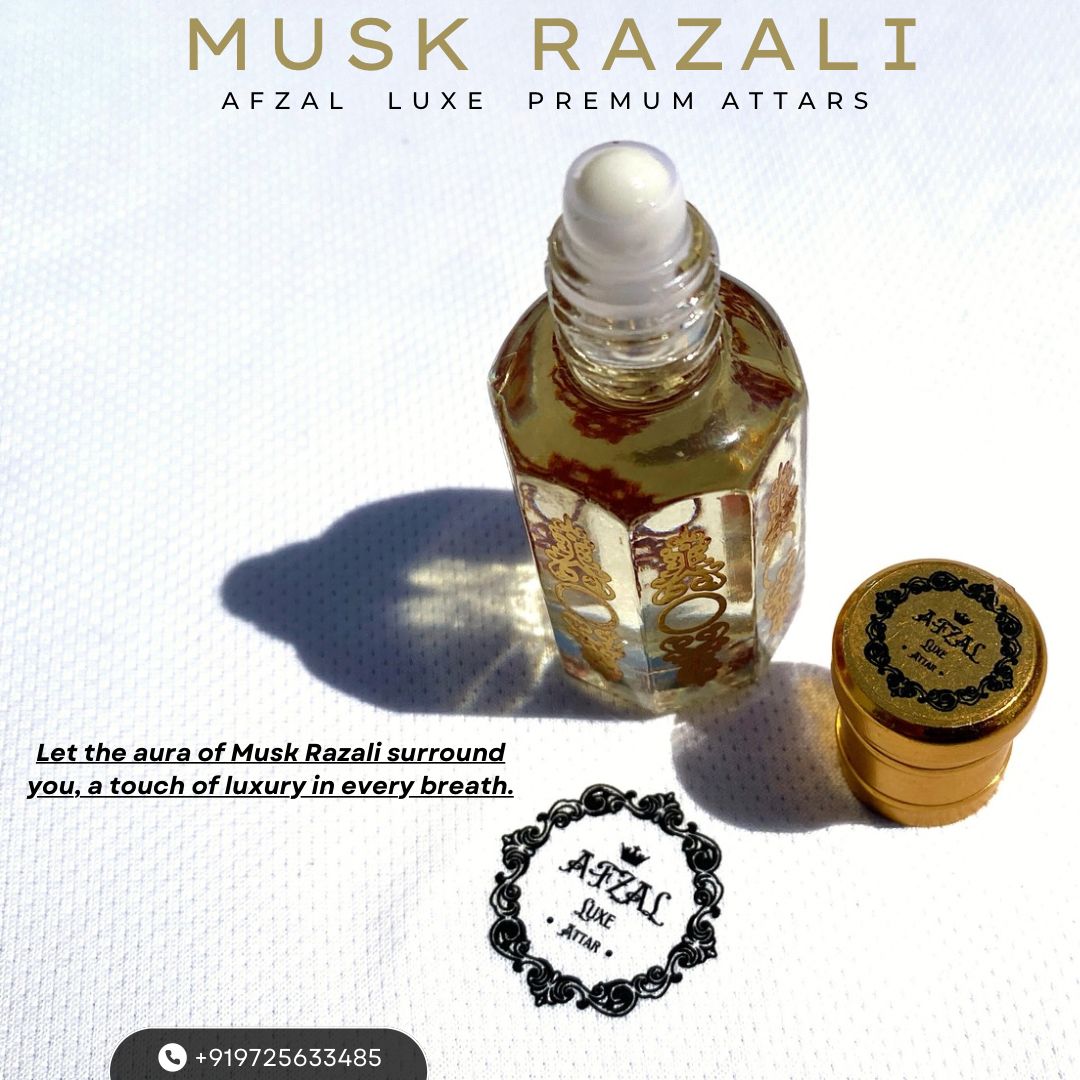 MUSK RAZALI
AFZAL LUXE PREMUM ATTARS
AFZAL
LUXE
• ATTAR •
Let the aura of Musk Razali surround
you, a touch of luxury in every breath.
AFZAL
LUXE
• ATTAR •
+919725633485